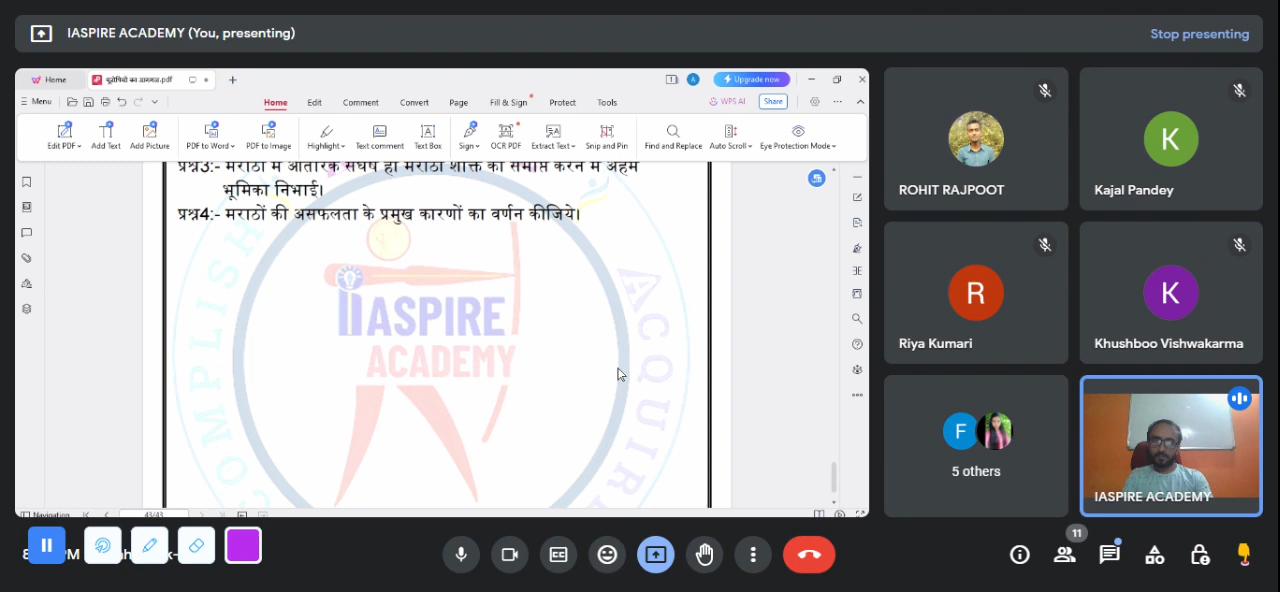 IASPIRE ACADEMY (You, presenting)
Stop presenting
Home
यूरोपियों का आगमन.pdf
A
Upgrade now
Menu
Home Edit Comment Convert Page Fill & Sign Protect Tools
WPS AI
Share
Edit PDF Add Text Add Picture PDF to Word PDF to Image Highlight Text comment Text Box Sign OCR PDF Extract Text Snip and Pin Find and Replace Auto Scroll Eye Protection Mode
प्रश्न3:- मराठों में आंतरिक संघर्ष ही मराठा शक्ति को समाप्त करने में अहम
भूमिका निभाई।
प्रश्न4:- मराठों की असफलता के प्रमुख कारणों का वर्णन कीजिये।
IASPIRE
ACADEMY
ACQUIRE
COMPLISH
Navigation
43/43
ROHIT RAJPOOT
K
Kajal Pandey
R
Riya Kumari
K
Khushboo Vishwakarma
F
5 others
IASPIRE ACADEMY
PM
11